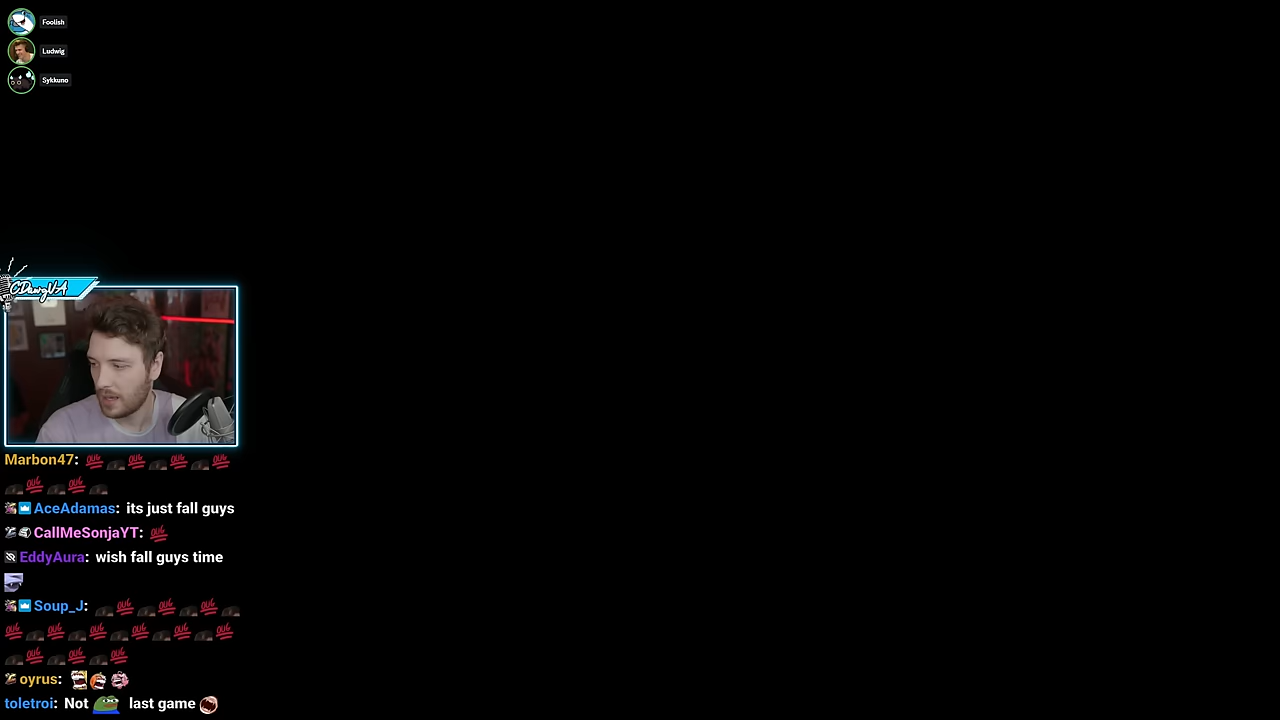 Foolish
Ludwig
Sykkuno
CDawgVA
Marbon47:
AceAdamas: its just fall guys
CallMeSonjaYT:
EddyAura: wish fall guys time
Soup_J:
oyrus:
toletroi: Not last game